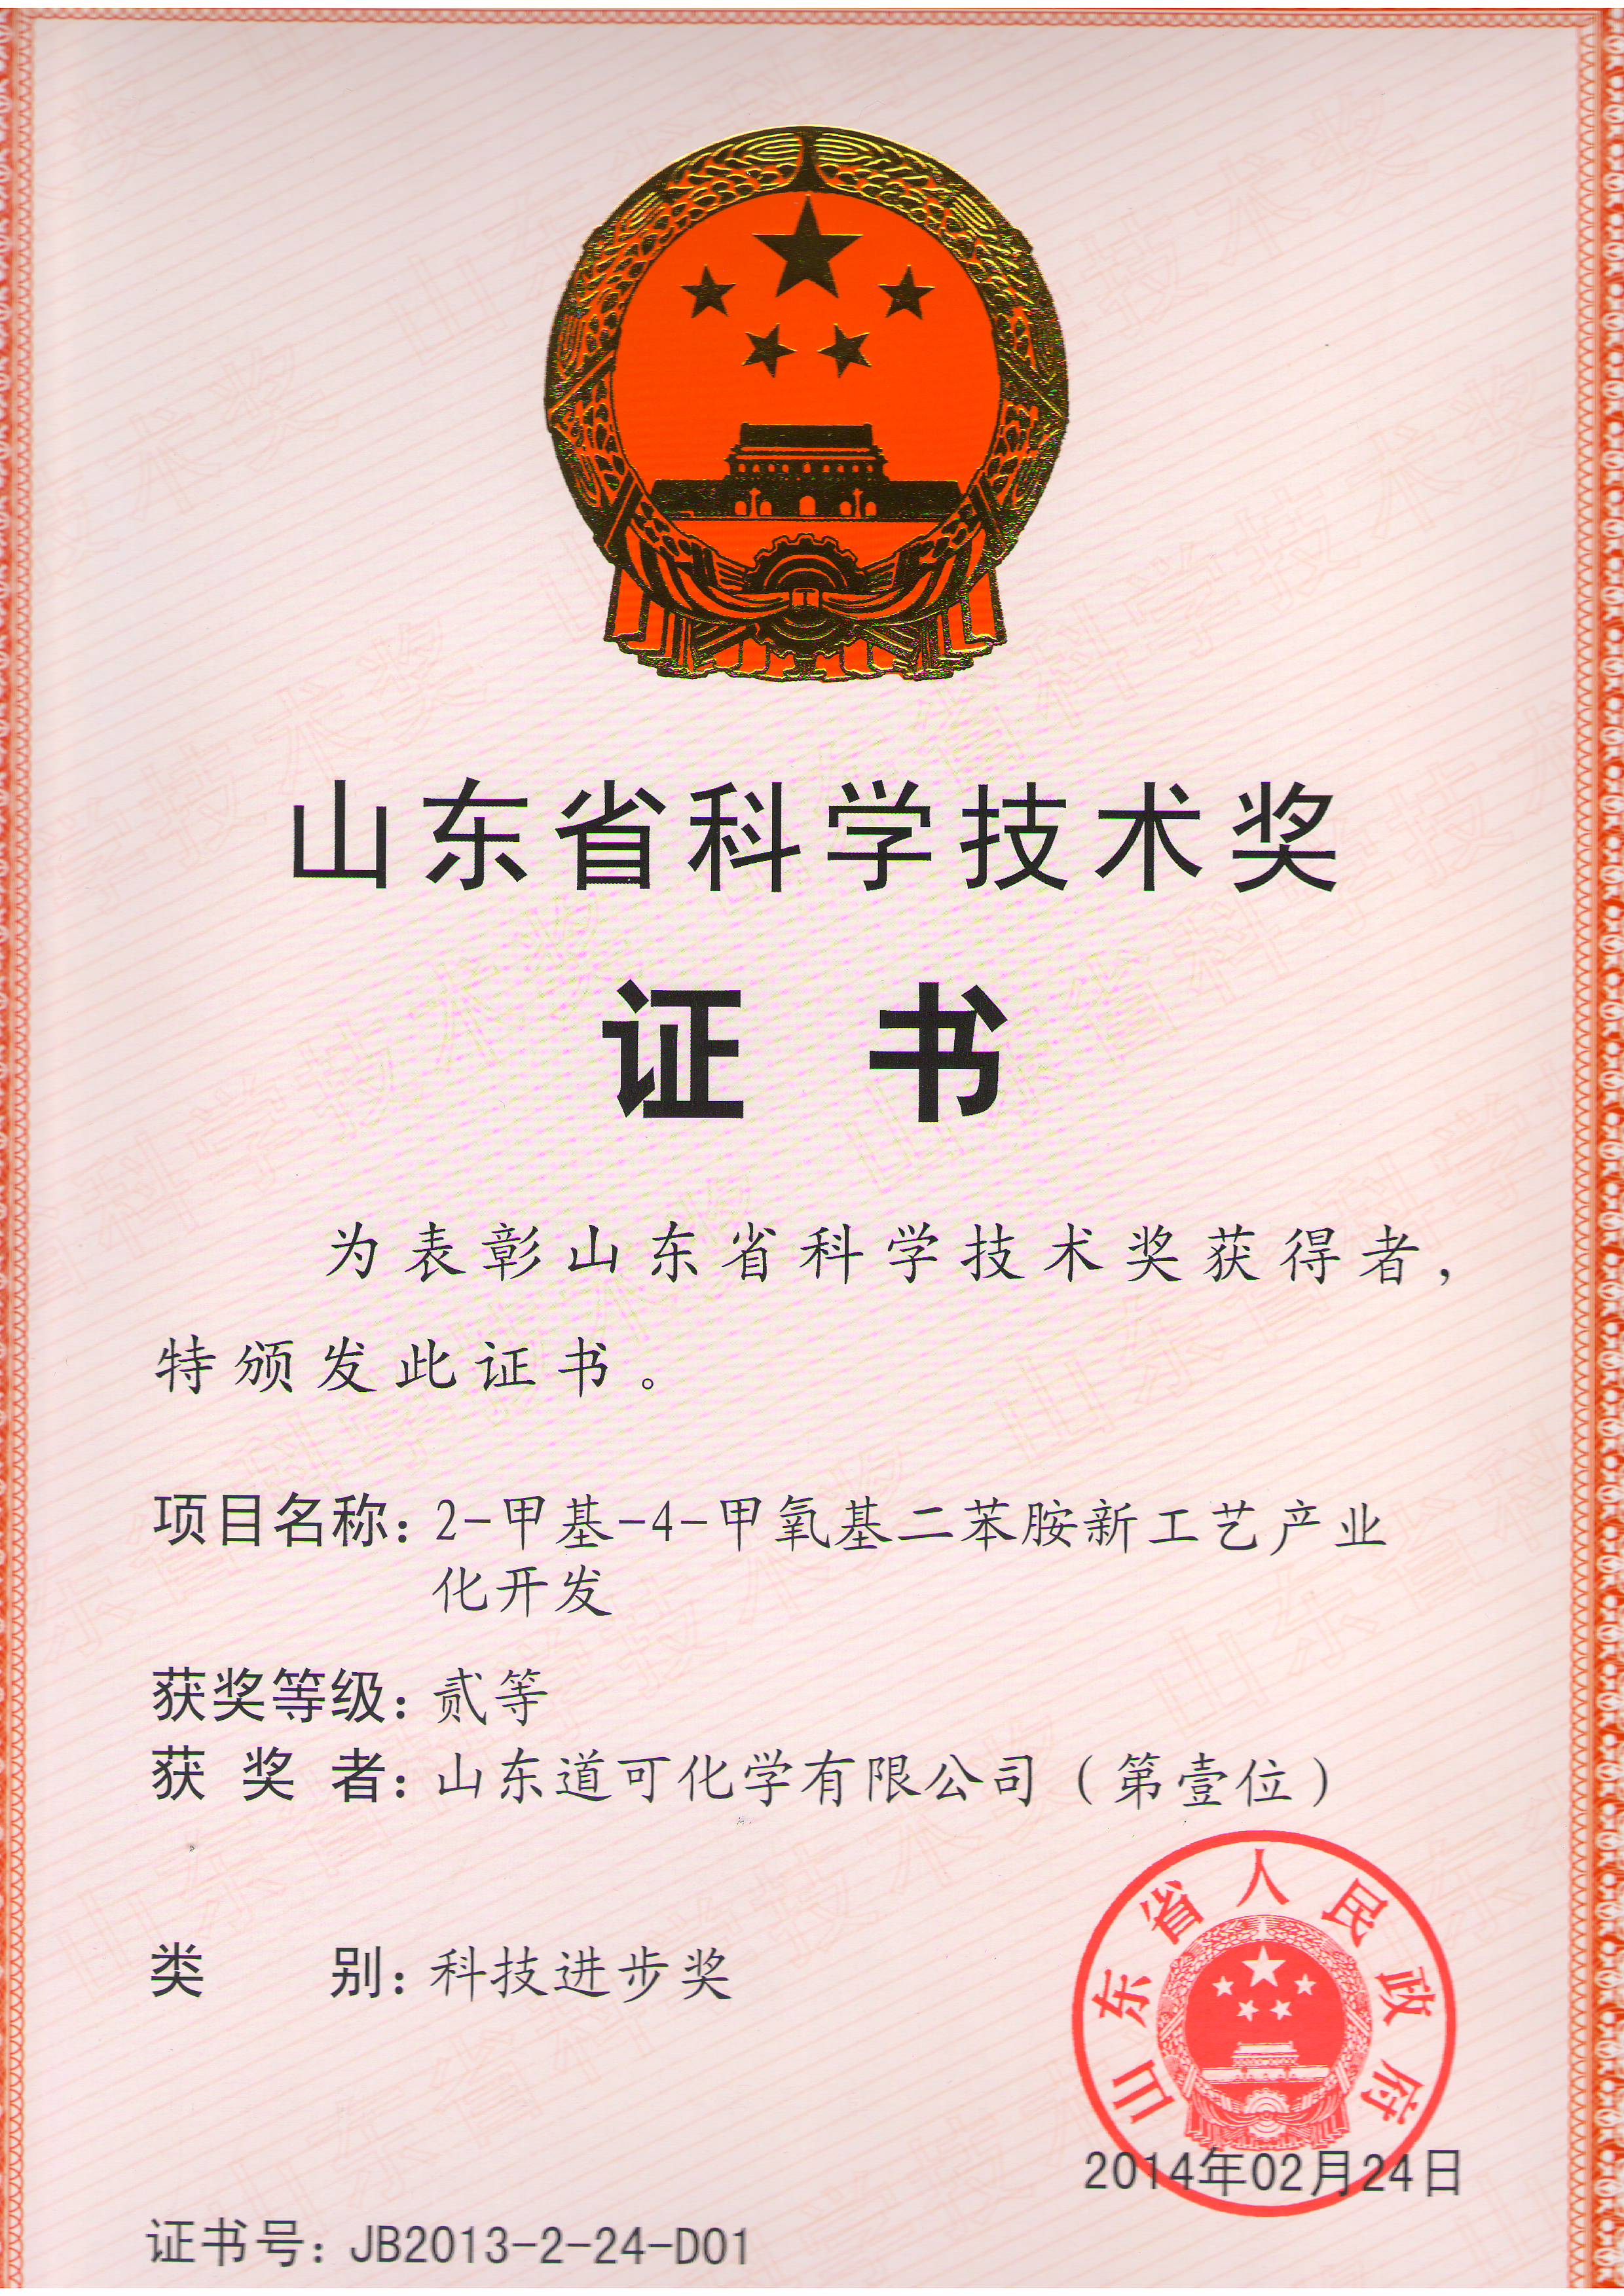 山东省科学技术奖
证 书
为表彰山东省科学技术奖获得者，
特颁发此证书。
项目名称：2-甲基-4-甲氧基二苯胺新工艺产业
化开发
获奖等级：贰等
获 奖 者：山东道可化学有限公司（第壹位）
类 别：科技进步奖
山东省人民政府
2014年02月24日
证书号：JB2013-2-24-D01